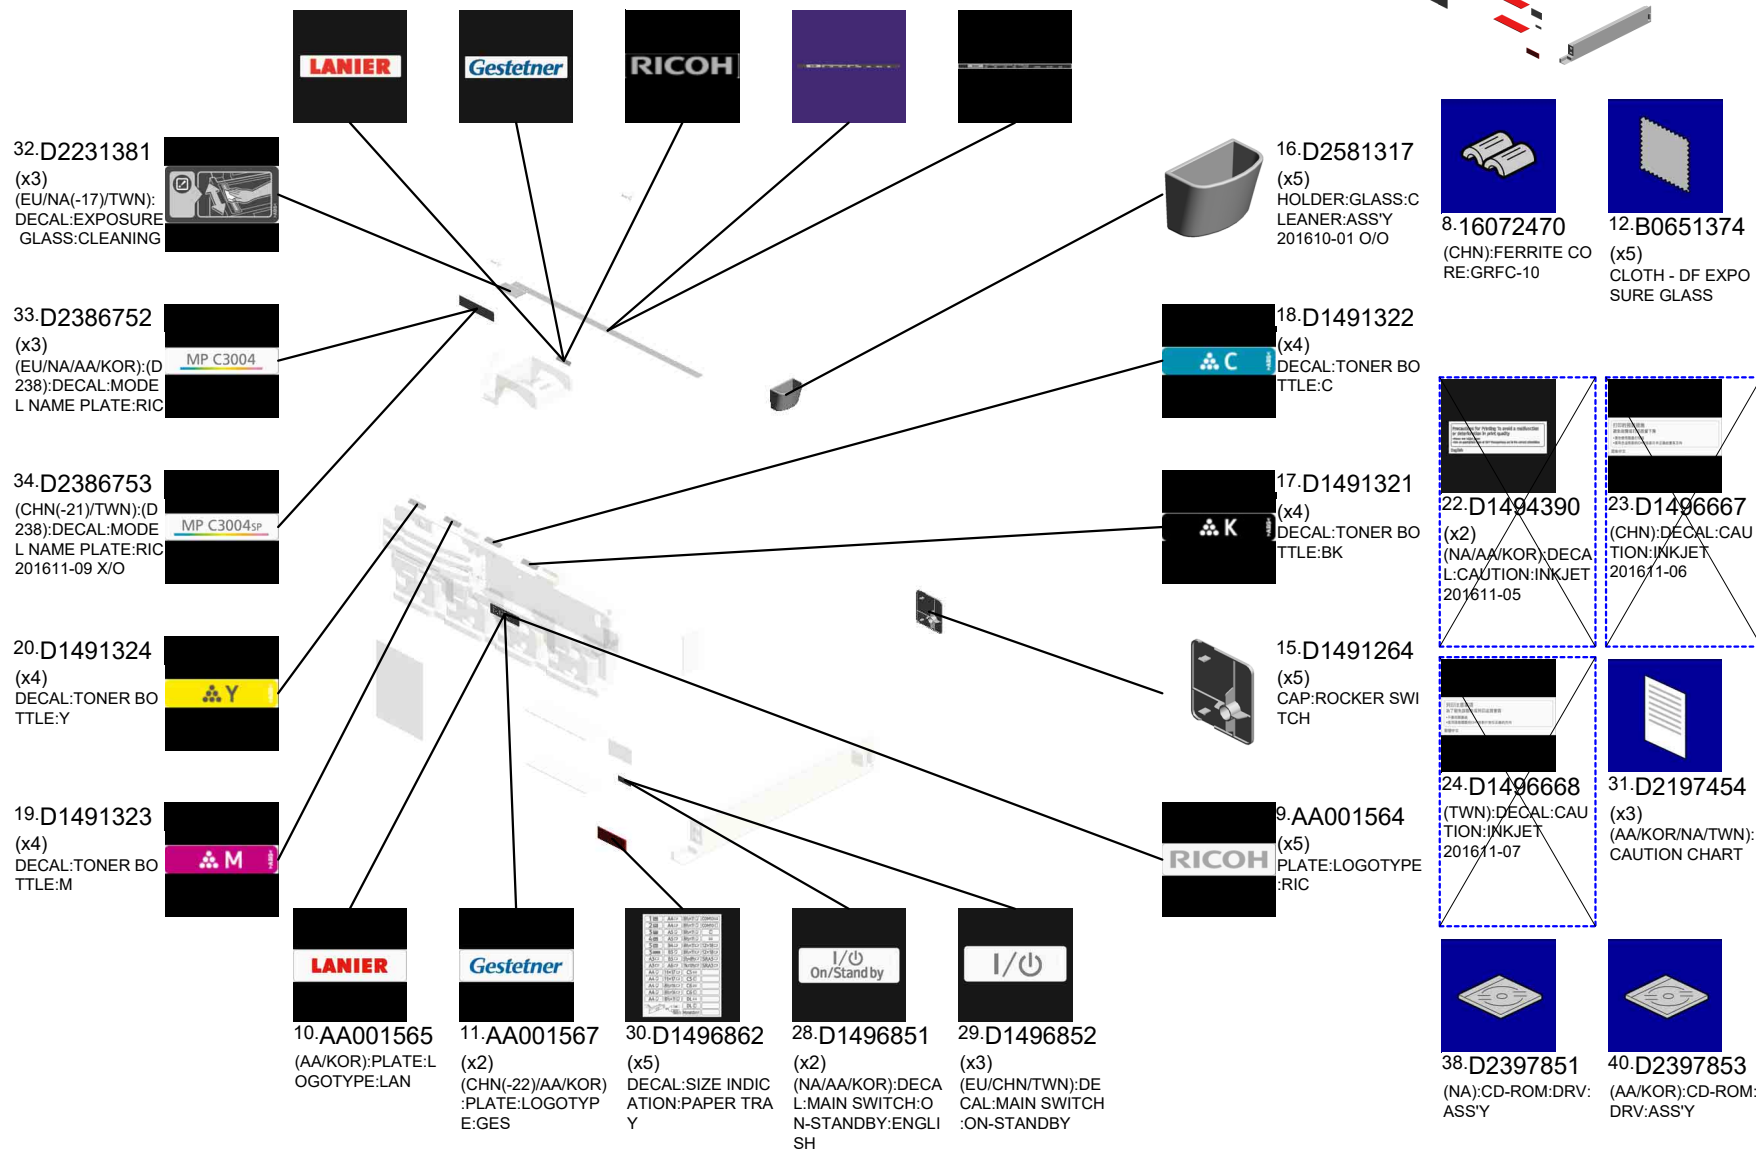 LANIER
Gestetner
RICOH
32.D2231381
(x3)
(EU/NA(-17)/TWN):
DECAL:EXPOSURE
GLASS:CLEANING
33.D2386752
(x3)
(EU/NA/AA/KOR):(D
238):DECAL:MODE
L NAME PLATE:RIC
MP C3004
34.D2386753
(CHN(-21)/TWN):(D
238):DECAL:MODE
L NAME PLATE:RIC
201611-09 X/O
MP C3004SP
20.D1491324
(x4)
DECAL:TONER BO
TTLE:Y
Y
19.D1491323
(x4)
DECAL:TONER BO
TTLE:M
M
16.D2581317
(x5)
HOLDER:GLASS:C
LEANER:ASS'Y
201610-01 O/O
18.D1491322
(x4)
DECAL:TONER BO
TTLE:C
C
17.D1491321
(x4)
DECAL:TONER BO
TTLE:BK
K
15.D1491264
(x5)
CAP:ROCKER SWI
TCH
9.AA001564
(x5)
PLATE:LOGOTYPE
:RIC
RICOH
LANIER
10.AA001565
(AA/KOR):PLATE:L
OGOTYPE:LAN
Gestetner
11.AA001567
(x2)
(CHN(-22)/AA/KOR)
:PLATE:LOGOTYP
E:GES
30.D1496862
(x5)
DECAL:SIZE INDIC
ATION:PAPER TRA
Y
On/Stand by
28.D1496851
(x2)
(NA/AA/KOR):DECA
L:MAIN SWITCH:O
N-STANDBY:ENGLI
SH
29.D1496852
(x3)
(EU/CHN/TWN):DE
CAL:MAIN SWITCH
:ON-STANDBY
8.16072470
(CHN):FERRITE CO
RE:GRFC-10
12.B0651374
(x5)
CLOTH - DF EXPO
SURE GLASS
22.D1494390
(x2)
(NA/AA/KOR):DECA
L:CAUTION:INKJET
201611-05
23.D1496667
(CHN):DECAL:CAU
TION:INKJET
201611-06
24.D1496668
(TWN):DECAL:CAU
TION:INKJET
201611-07
31.D2197454
(x3)
(AA/KOR/NA/TWN):
CAUTION CHART
38.D2397851
(NA):CD-ROM:DRV:
ASS'Y
40.D2397853
(AA/KOR):CD-ROM:
DRV:ASS'Y